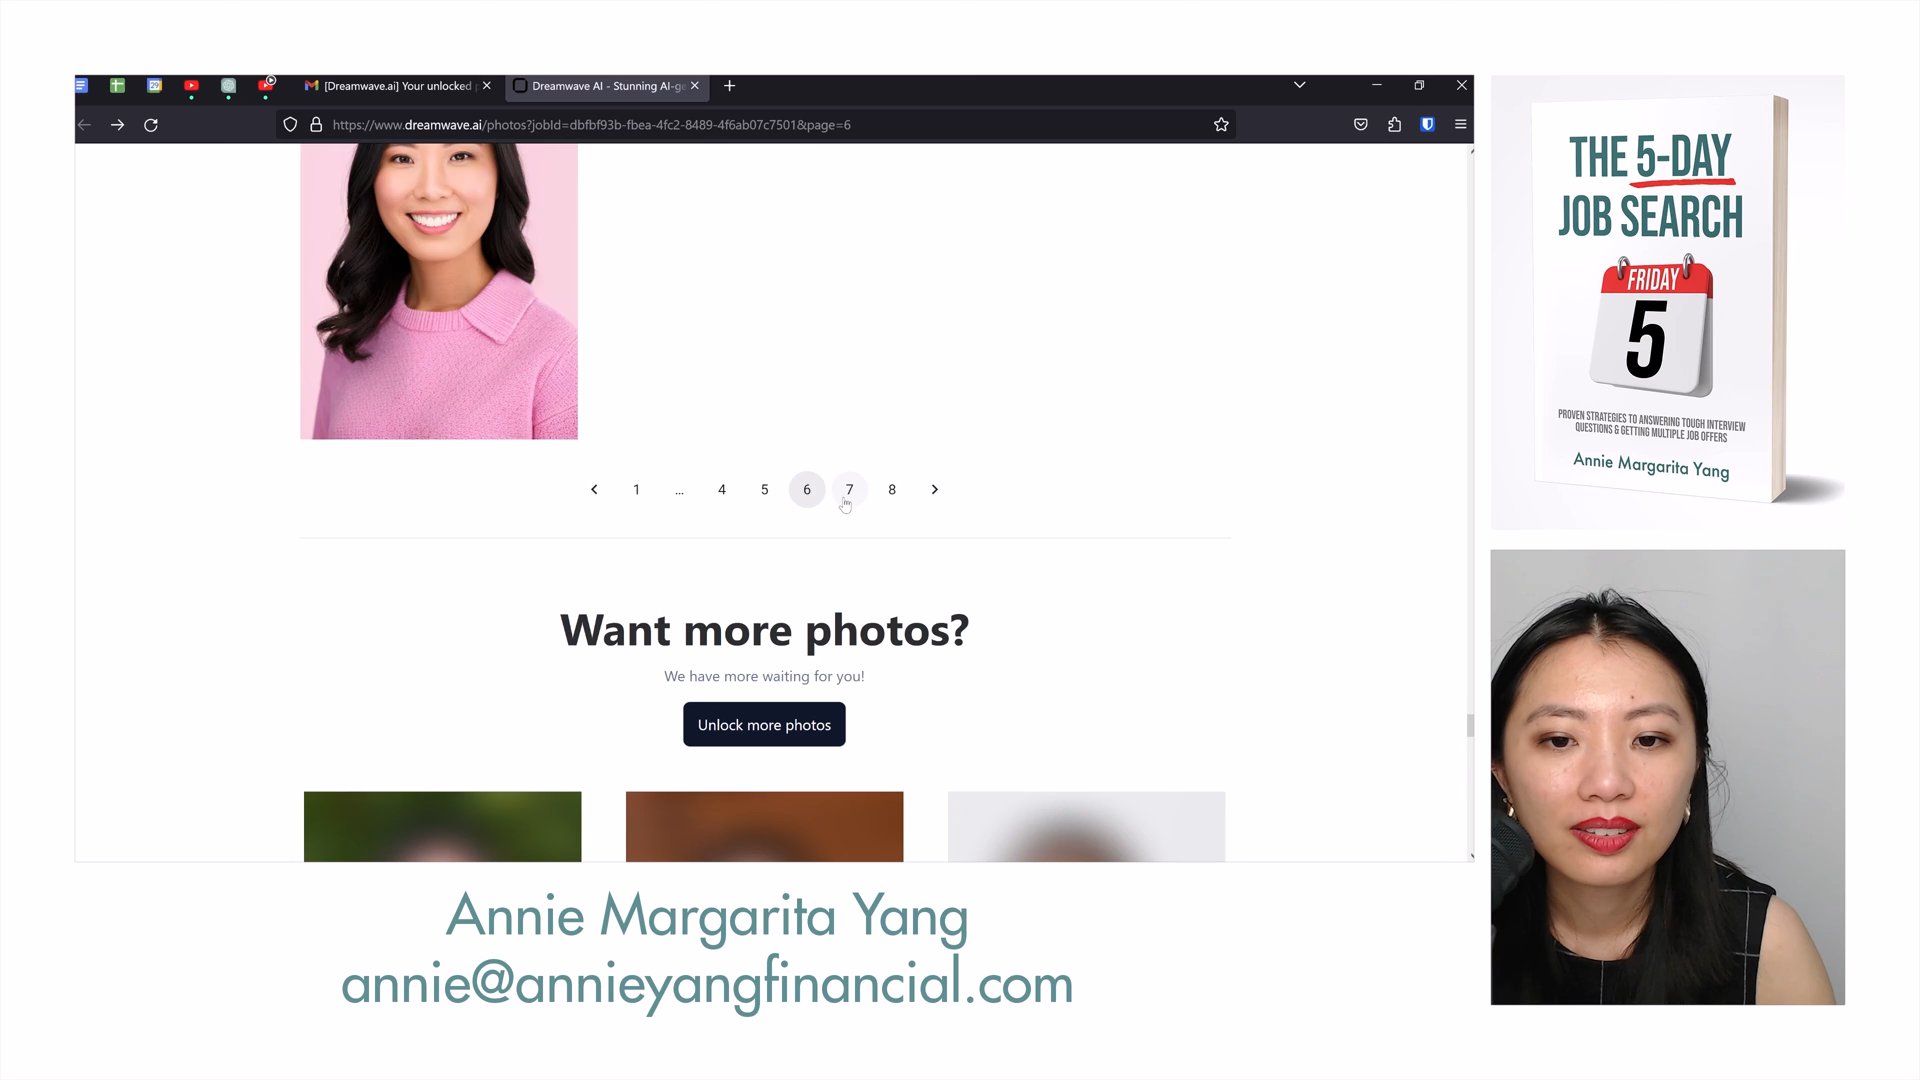 [Dreamwave.ai] Your unlocked
Dreamwave AI - Stunning AI-ge
https://www.dreamwave.ai/photos?jobId=dbfbf93b-fbea-4fc2-8489-4f6ab07c7501&page=6
1 ... 4 5 6 7 8
Want more photos?
We have more waiting for you!
Unlock more photos
THE 5-DAY
JOB SEARCH
FRIDAY
5
PROVEN STRATEGIES TO ANSWERING TOUGH INTERVIEW
QUESTIONS & GETTING MULTIPLE JOB OFFERS
Annie Margarita Yang
Annie Margarita Yang
annie@annieyangfinancial.com